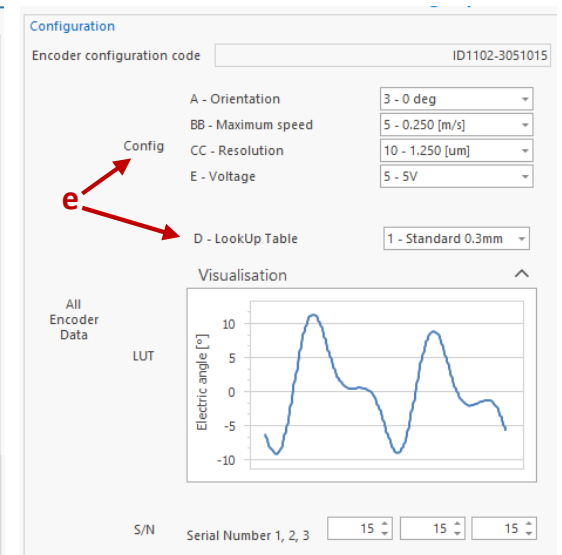 Configuration
Encoder configuration code ID1102-3051015
A - Orientation 3 - 0 deg
BB - Maximum speed 5 - 0.250 [m/s]
Config CC - Resolution 10 - 1.250 [um]
E - Voltage 5 - 5V
e
D - LookUp Table 1 - Standard 0.3mm
Visualisation
All
Encoder
Data
LUT
Electric angle [°]
10
5
0
-5
-10
S/N Serial Number 1, 2, 3 15 15 15